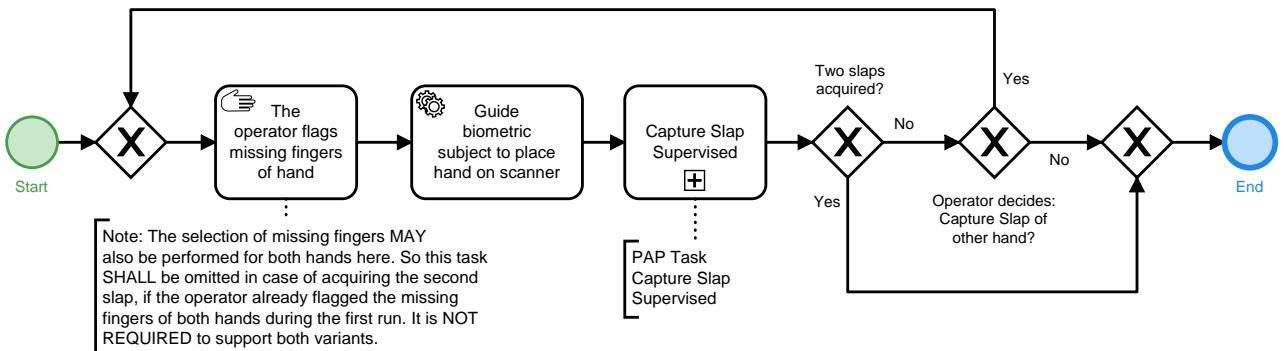 Start
The
operator flags
missing fingers
of hand
Note: The selection of missing fingers MAY
also be performed for both hands here. So this task
SHALL be omitted in case of acquiring the second
slap, if the operator already flagged the missing
fingers of both hands during the first run. It is NOT
REQUIRED to support both variants.
Guide
biometric
subject to place
hand on scanner
Capture Slap
Supervised
PAP Task
Capture Slap
Supervised
Two slaps
acquired?
No
Yes
Yes
No
Operator decides:
Capture Slap of
other hand?
End